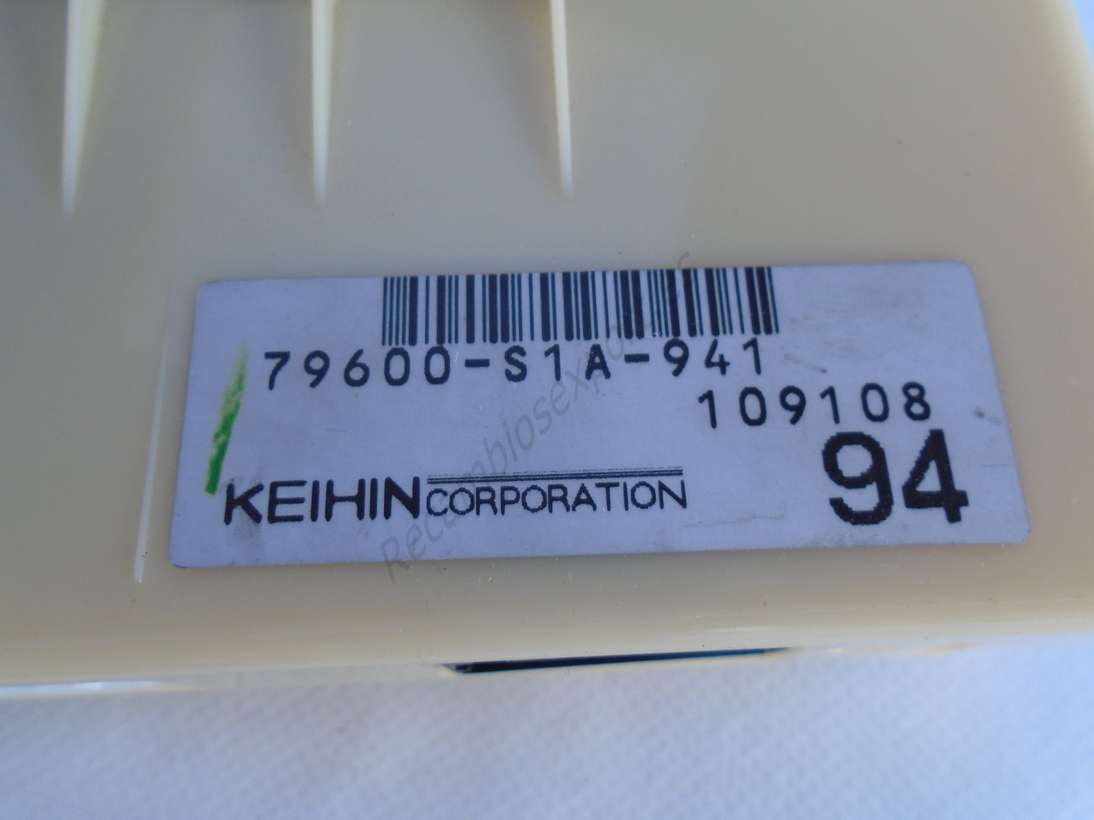 79600-S1A-941
109108
94
KEIHIN CORPORATION